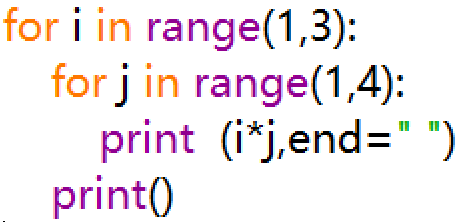 for i in range(1,3):
    for j in range(1,4):
        print  (i*j,end=" ")
    print()